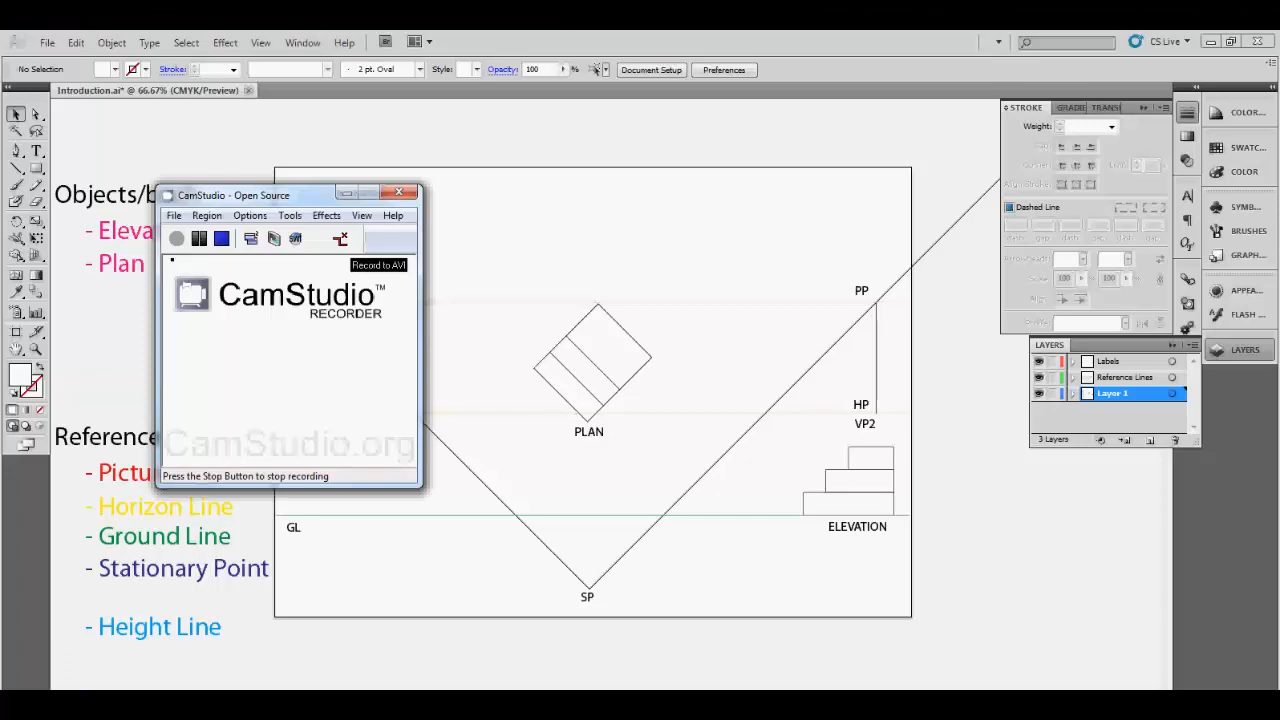 File Edit Object Type Select Effect View Window Help
CS Live
No Selection
Stroke:
2 pt. Oval
Style:
Opacity:
100
%
Document Setup
Preferences
Introduction.ai* @ 66.67% (CMYK/Preview)
STROKE
TRANS
Weight:
Dashed Line
100
100
LAYERS
Labels
Reference Lines
Layer 1
3 Layers
COLOR...
SWATC...
COLOR
SYMB...
BRUSHES
GRAPH...
APPEA...
FLASH ...
LAYERS
Objects/
- Eleva
- Plan
Reference
- Pictur
- Horizon Line
- Ground Line
- Stationary Point
- Height Line
CamStudio - Open Source
File Region Options Tools Effects View Help
Record to AVI
CamStudio™
RECORDER
CamStudio.org
Press the Stop Button to stop recording
PP
HP
VP2
PLAN
GL
ELEVATION
SP